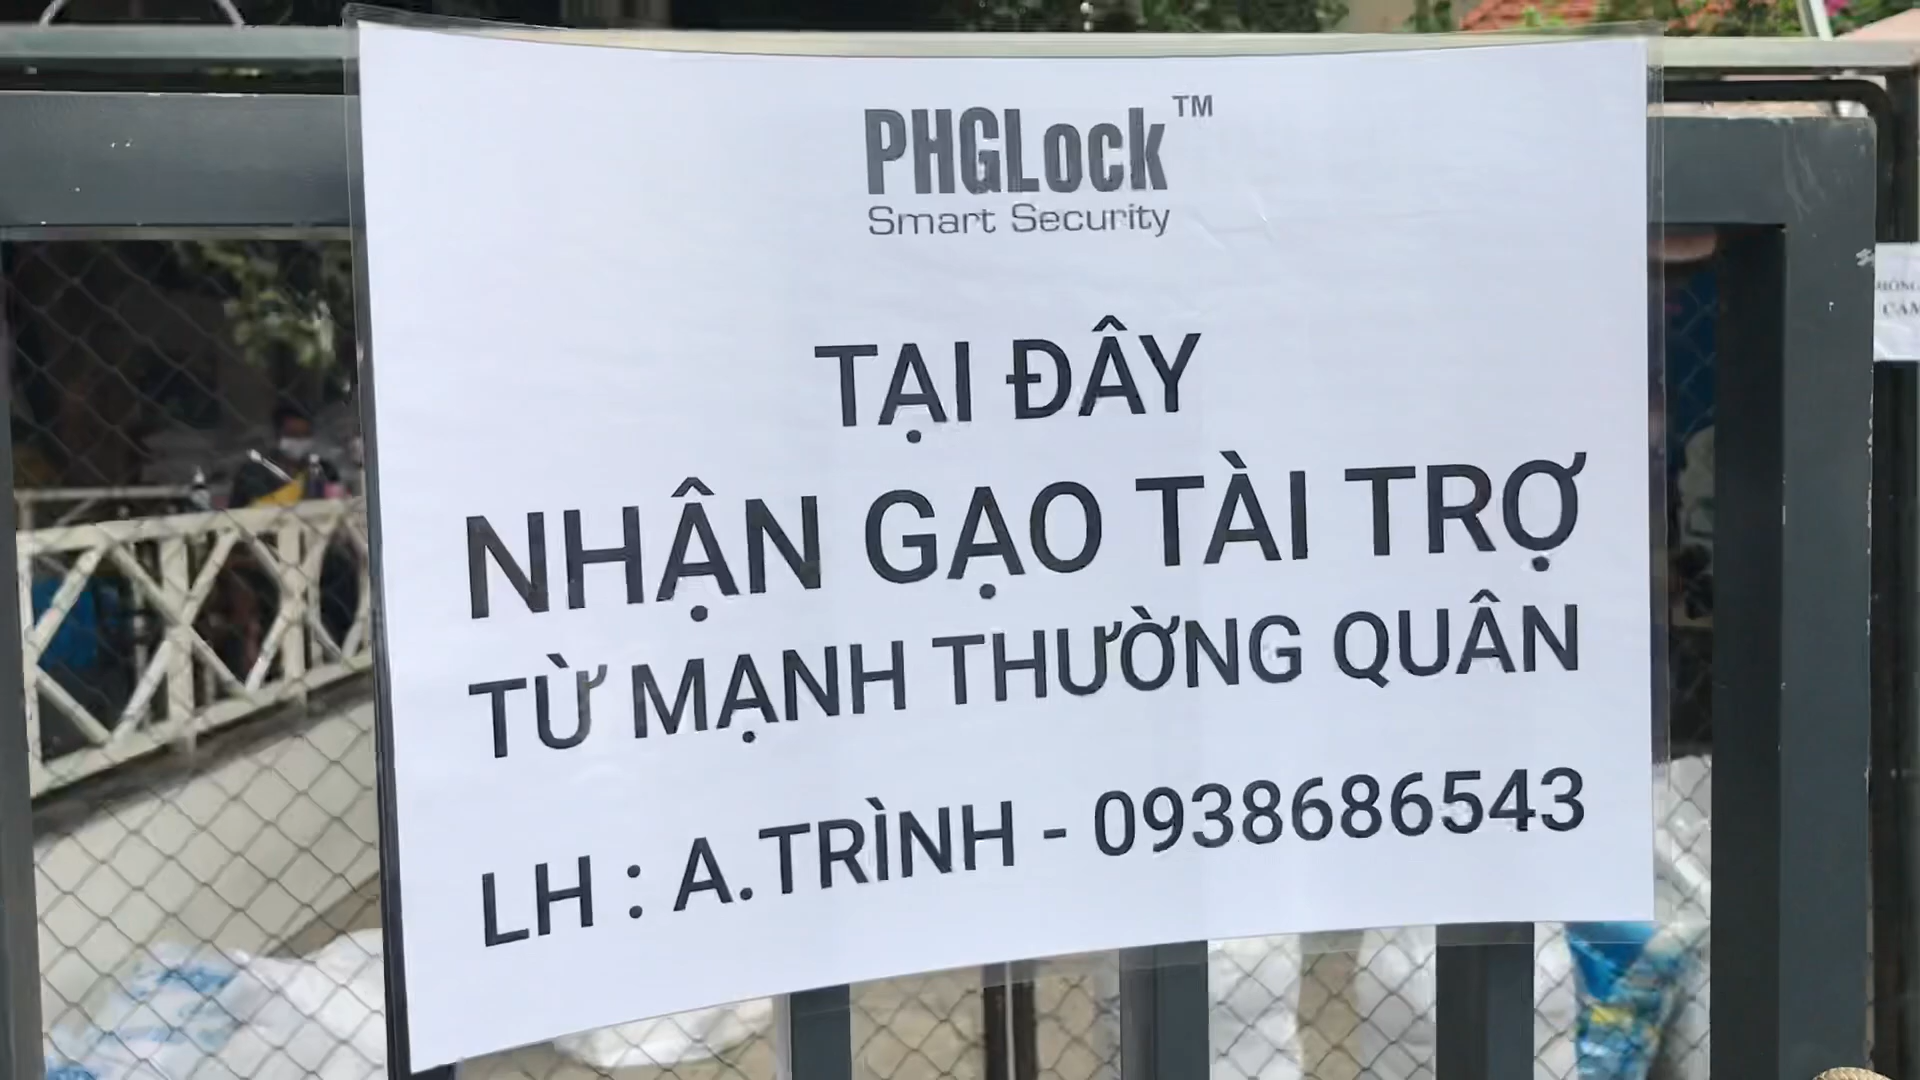 PHGLock™
Smart Security
TẠI ĐÂY
NHẬN GẠO TÀI TRỢ
TỪ MẠNH THƯỜNG QUÂN
LH : A.TRÌNH - 0938686543